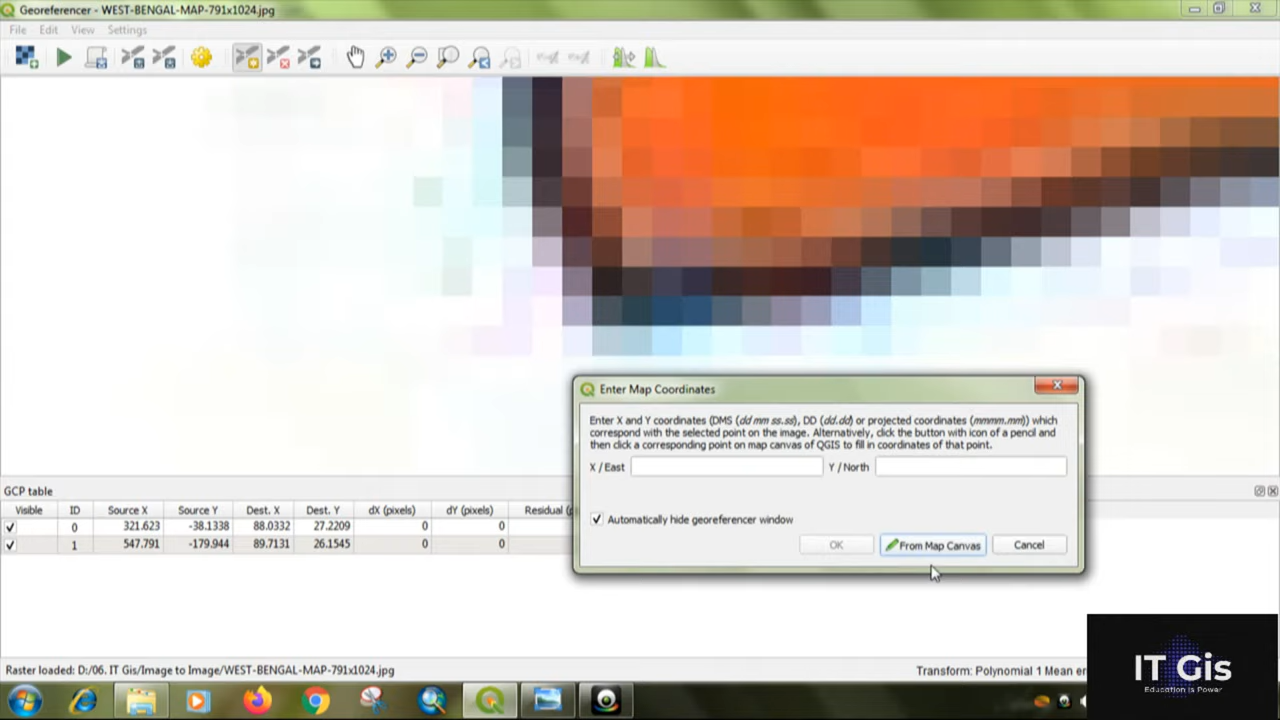 Georeferencer - WEST-BENGAL-MAP-791x1024.jpg
File Edit View Settings
Enter Map Coordinates
Enter X and Y coordinates (DMS (dd mm ss.ss), DD (dd.dd) or projected coordinates (mmmm.mm)) which
correspond with the selected point on the image. Alternatively, click the button with icon of a pencil and
then click a corresponding point on map canvas of QGIS to fill in coordinates of that point.
X / East Y / North
Automatically hide georeferencer window
OK From Map Canvas Cancel
GCP table
Visible ID Source X Source Y Dest. X Dest. Y dX (pixels) dY (pixels) Residual
0 321.623 -38.1338 88.0332 27.2209 0 0
1 547.791 -179.944 89.7131 26.1545 0 0
Raster loaded: D:/06. IT Gis/Image to Image/WEST-BENGAL-MAP-791x1024.jpg
Transform: Polynomial 1 Mean
IT Gis
Education is Power